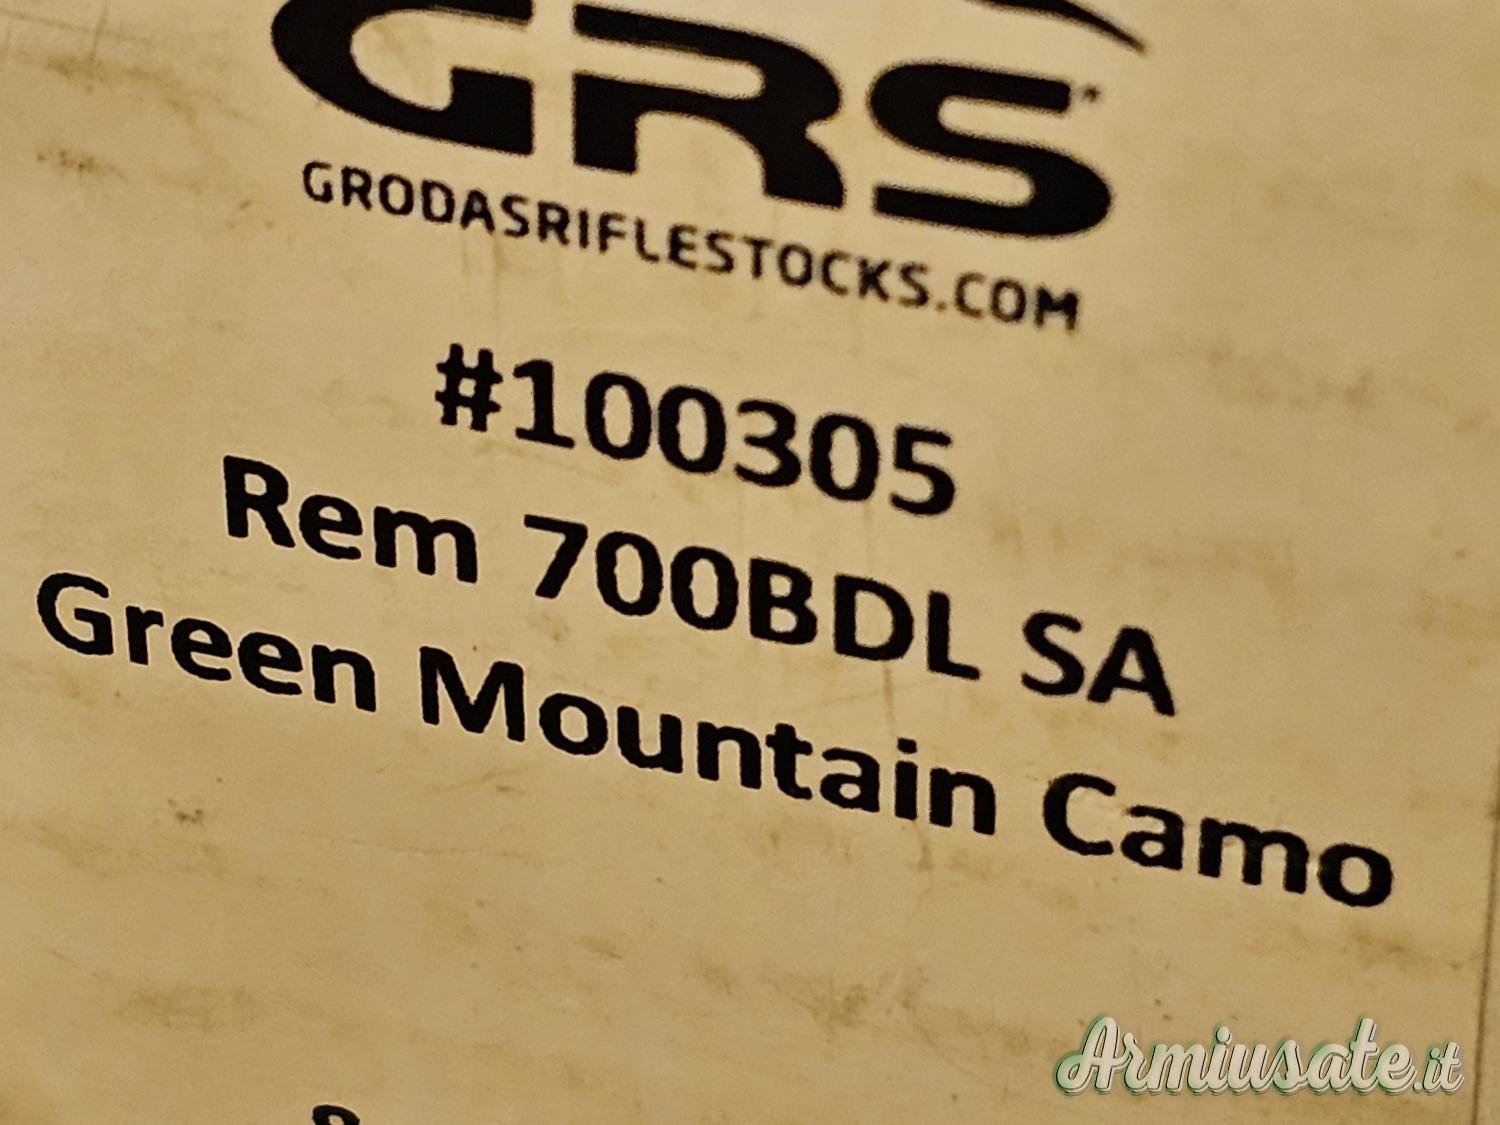 GRS
GRODASRIFLESTOCKS.COM
#100305
Rem 700BDL SA
Green Mountain Camo
Armiusate.it